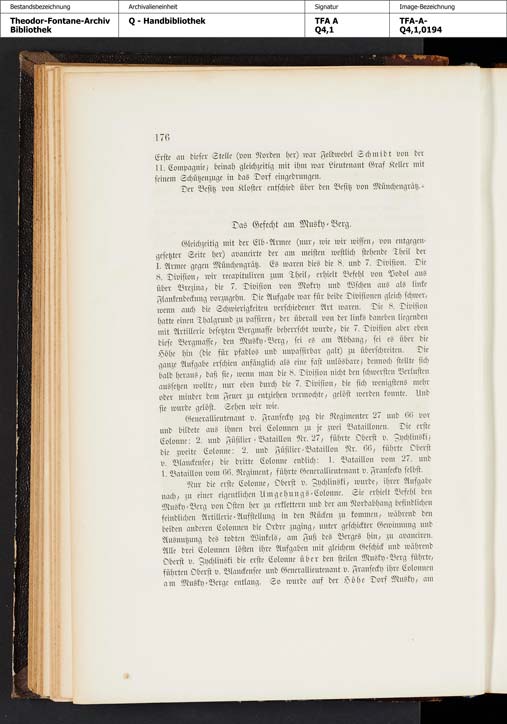 Bestandsbezeichnung Archivalieneinheit Signatur Image-Bezeichnung
Theodor-Fontane-Archiv Q - Handbibliothek TFA A TFA-A-
Bibliothek Q4,1 Q4,1,0194
176
Erste an dieser Stelle (von Norden her) war Feldwebel Schmidt von der
11. Compagnie; beinah gleichzeitig mit ihm war Lieutenant Graf Keller mit
seinem Schützenzuge in das Dorf eingedrungen.
Der Besitz von Kloster entschied über den Besitz von Münchengrätz.
Das Gefecht am Musky-Berg.
Gleichzeitig mit der Elb-Armee (nur, wie wir wissen, von entgegen-
gesetzter Seite her) avancirte der am meisten westlich stehende Theil der
I. Armee gegen Münchengrätz. Es waren dies die 8. und 7. Division. Die
8. Division, wir recapituliren zum Theil, erhielt Befehl von Podol aus
über Brezina, die 7. Division von Mokry und Wschen aus als linke
Flankendeckung vorzugehn. Die Aufgabe war für beide Divisionen gleich schwer,
wenn auch die Schwierigkeiten verschiedener Art waren. Die 8. Division
hatte einen Thalgrund zu passiren, der überall von der links daneben liegenden
mit Artillerie besetzten Bergmasse beherrscht wurde, die 7. Division aber eben
diese Bergmasse, den Musky-Berg, sei es am Abhang, sei es über die
Höhe hin (die für pfadlos und unpassirbar galt) zu überschreiten. Die
ganze Aufgabe erschien anfänglich als eine fast unlösbare; dennoch stellte sich
bald heraus, daß sie, wenn man die 8. Division nicht den schwersten Verlusten
aussetzen wollte, nur eben durch die 7. Division, die sich wenigstens mehr
oder minder dem Feuer zu entziehen vermochte, gelöst werden konnte. Und
sie wurde gelöst. Sehen wir wie.
Generallieutenant v. Fransecky zog die Regimenter 27 und 66 vor
und bildete aus ihnen drei Colonnen zu je zwei Bataillonen. Die erste
Colonne: 2. und Füsilier-Bataillon Nr. 27, führte Oberst v. Zychlinski;
die zweite Colonne: 2. und Füsilier-Bataillon Nr. 66, führte Oberst
v. Blanckensee; die dritte Colonne endlich: 1. Bataillon vom 27. und
1. Bataillon vom 66. Regiment, führte Generallieutenant v. Fransecky selbst.
Nur die erste Colonne, Oberst v. Zychlinski, wurde, ihrer Aufgabe
nach, zu einer eigentlichen Umgehungs-Colonne. Sie erhielt Befehl den
Musky-Berg von Osten her zu erklettern und der am Nordabhang befindlichen
feindlichen Artillerie-Aufstellung in den Rücken zu kommen, während den
beiden anderen Colonnen die Ordre zuging, unter geschickter Gewinnung und
Ausnutzung des todten Winkels, am Fuß des Berges hin, zu avanciren.
Alle drei Colonnen lösten ihre Aufgaben mit gleichem Geschick und während
Oberst v. Zychlinski die erste Colonne über den steilen Musky-Berg führte,
führten Oberst v. Blanckensee und Generallieutenant v. Fransecky ihre Colonnen
am Musky-Berge entlang. So wurde auf der Höhe Dorf Musky, am